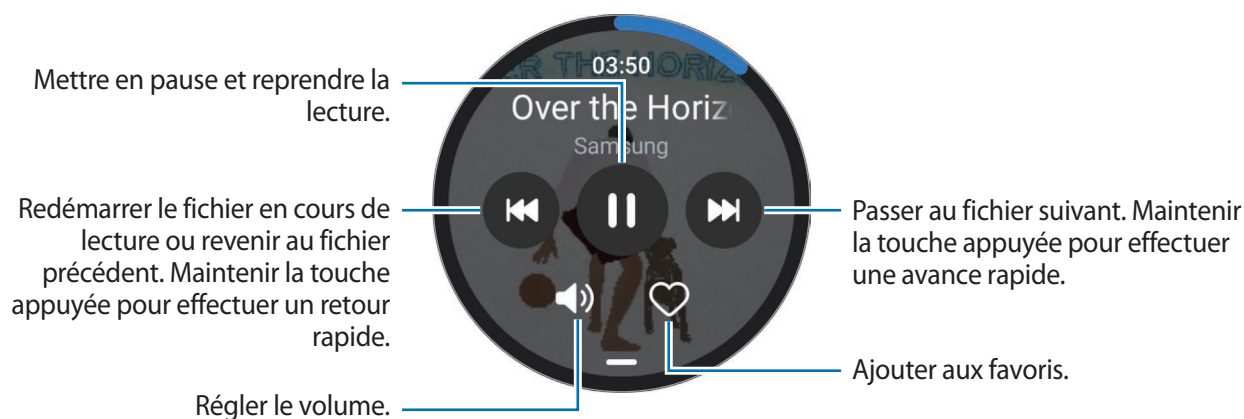 Mettre en pause et reprendre la
lecture.
Redémarrer le fichier en cours de
lecture ou revenir au fichier
précédent. Maintenir la touche
appuyée pour effectuer un retour
rapide.
Régler le volume.
03:50
Over the Horiz
Samsung
Passer au fichier suivant. Maintenir
la touche appuyée pour effectuer
une avance rapide.
Ajouter aux favoris.